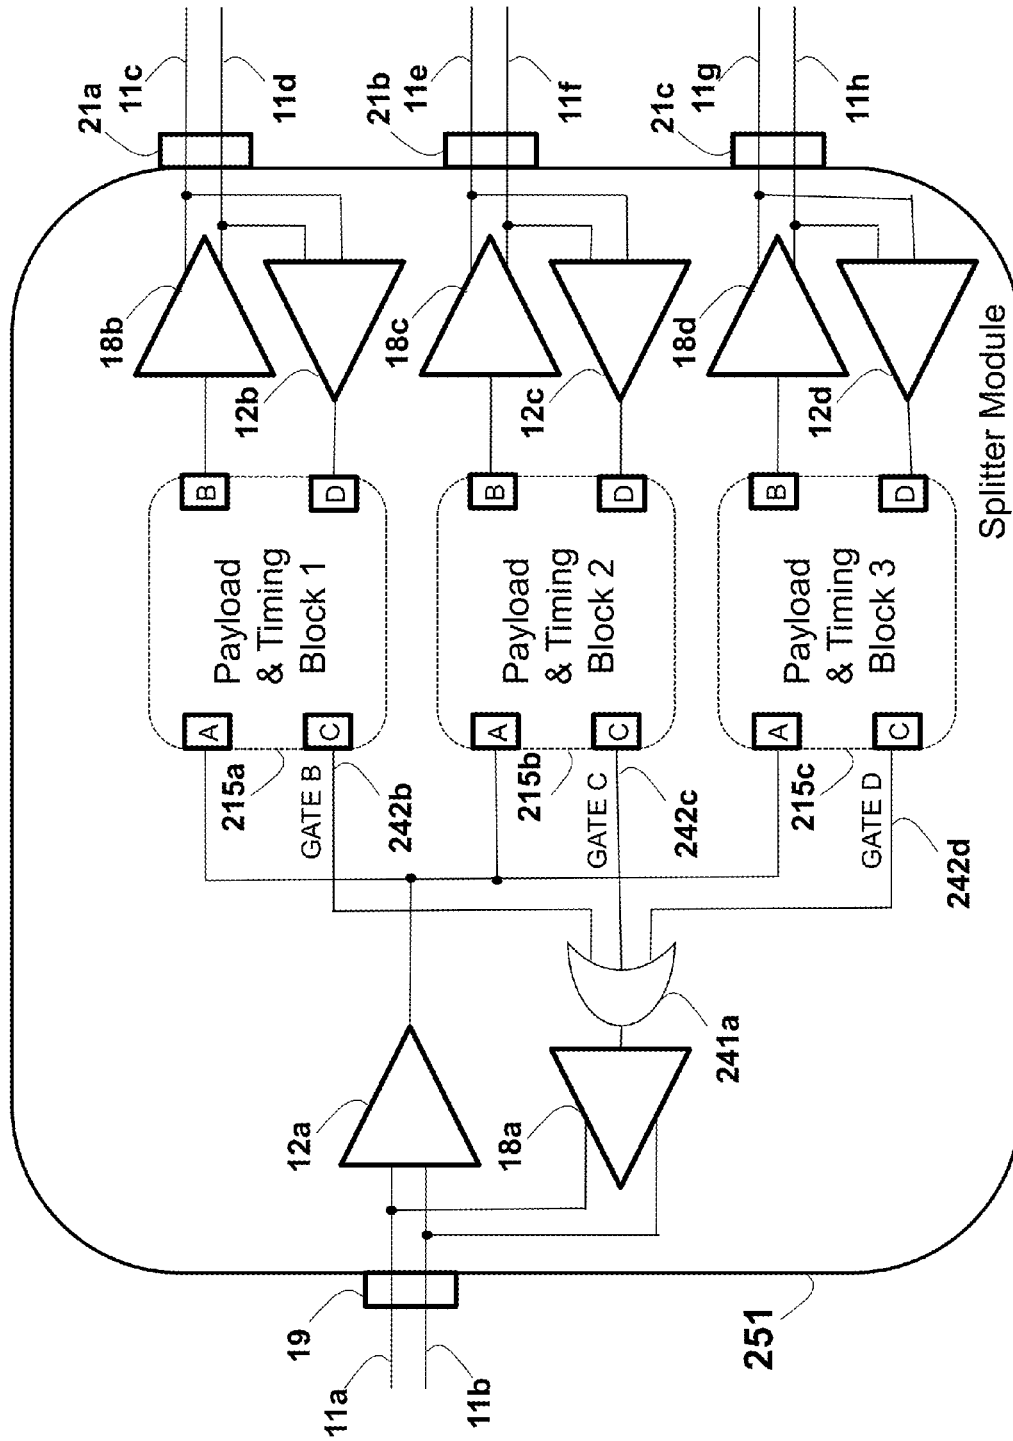 11a
11b
19
12a
18a
241a
242d
GATE B
242b
215a
GATE C
242c
215b
GATE D
215c
A
C
Payload
& Timing
Block 1
B
D
A
C
Payload
& Timing
Block 2
B
D
A
C
Payload
& Timing
Block 3
B
D
18b
12b
18c
12c
18d
12d
21a
11c
11d
21b
11e
11f
21c
11g
11h
Splitter Module
251